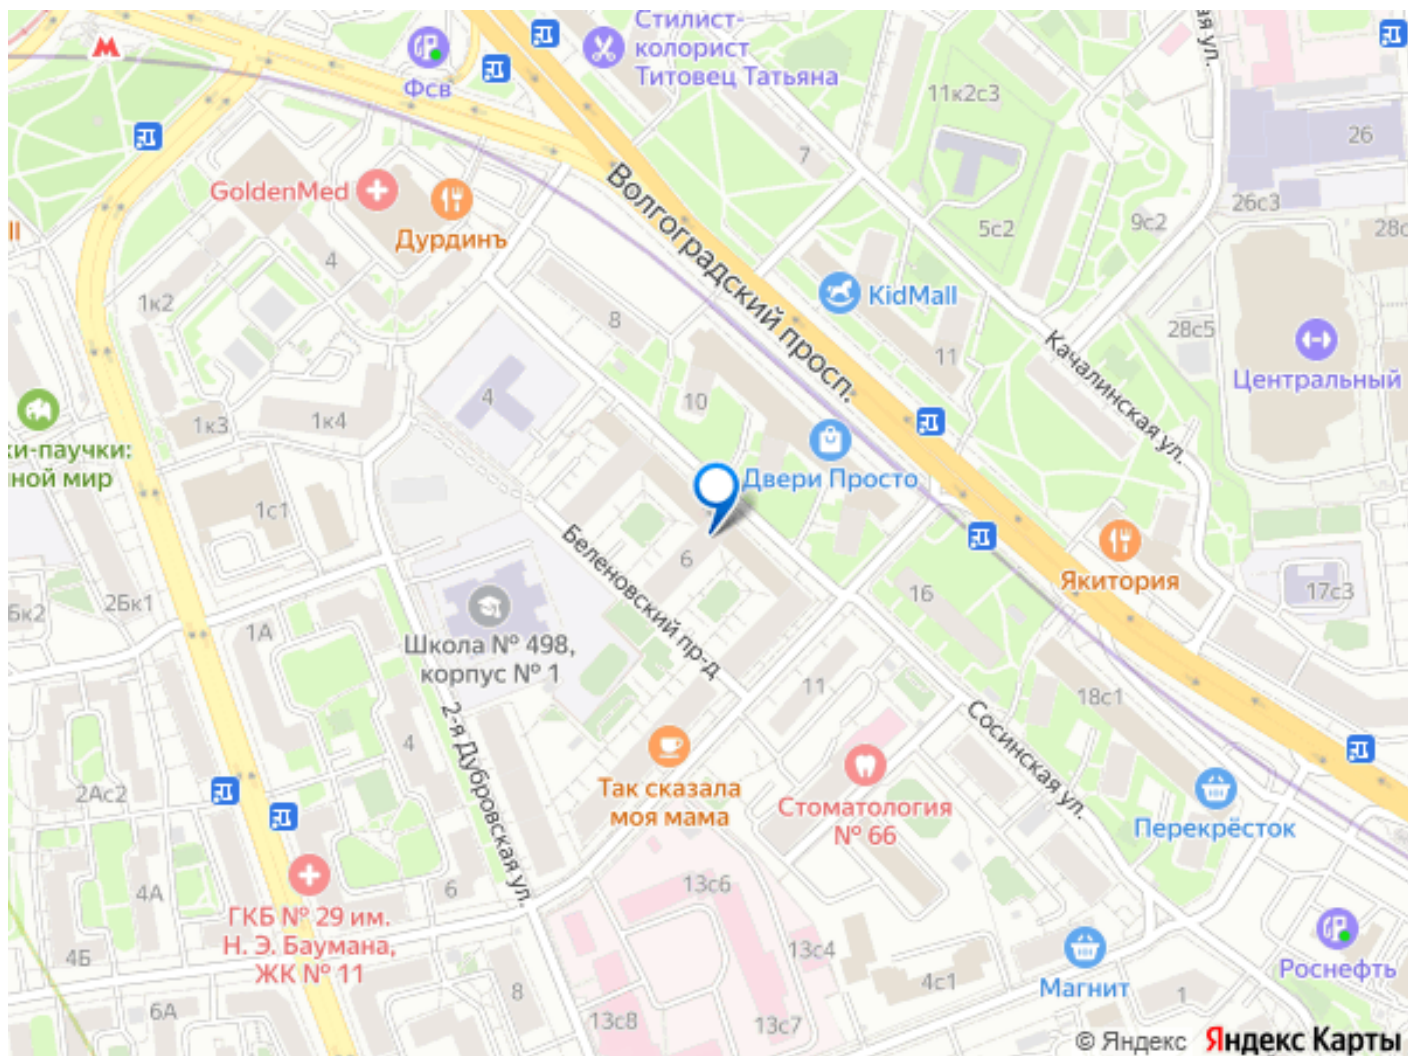 Стилист-
колорист
Титовец Татьяна
Фсв
11к2с3
26
7
GoldenMed
Дурдинъ
4
1к2
5с2
9с2
26с3
28с
Волгоградский просп.
KidMall
8
11
28с5
Центральный
Качалинская ул.
ки-паучки:
ной мир
1к3
1к4
4
10
Двери Просто
1с1
6
Беленовский пр-д
Якитория
17с3
16
2Бк1
6к2
1А
Школа № 498,
корпус № 1
11
18с1
Сосинская ул.
4
2-я Дубровская ул.
2Ас2
Так сказала
моя мама
Стоматология
№ 66
Перекрёсток
13с6
4А
6
ГКБ № 29 им.
Н. Э. Баумана,
ЖК № 11
4Б
6А
8
13с4
13с8
13с7
4с1
Магнит
1
Роснефть
© Яндекс Яндекс Карты